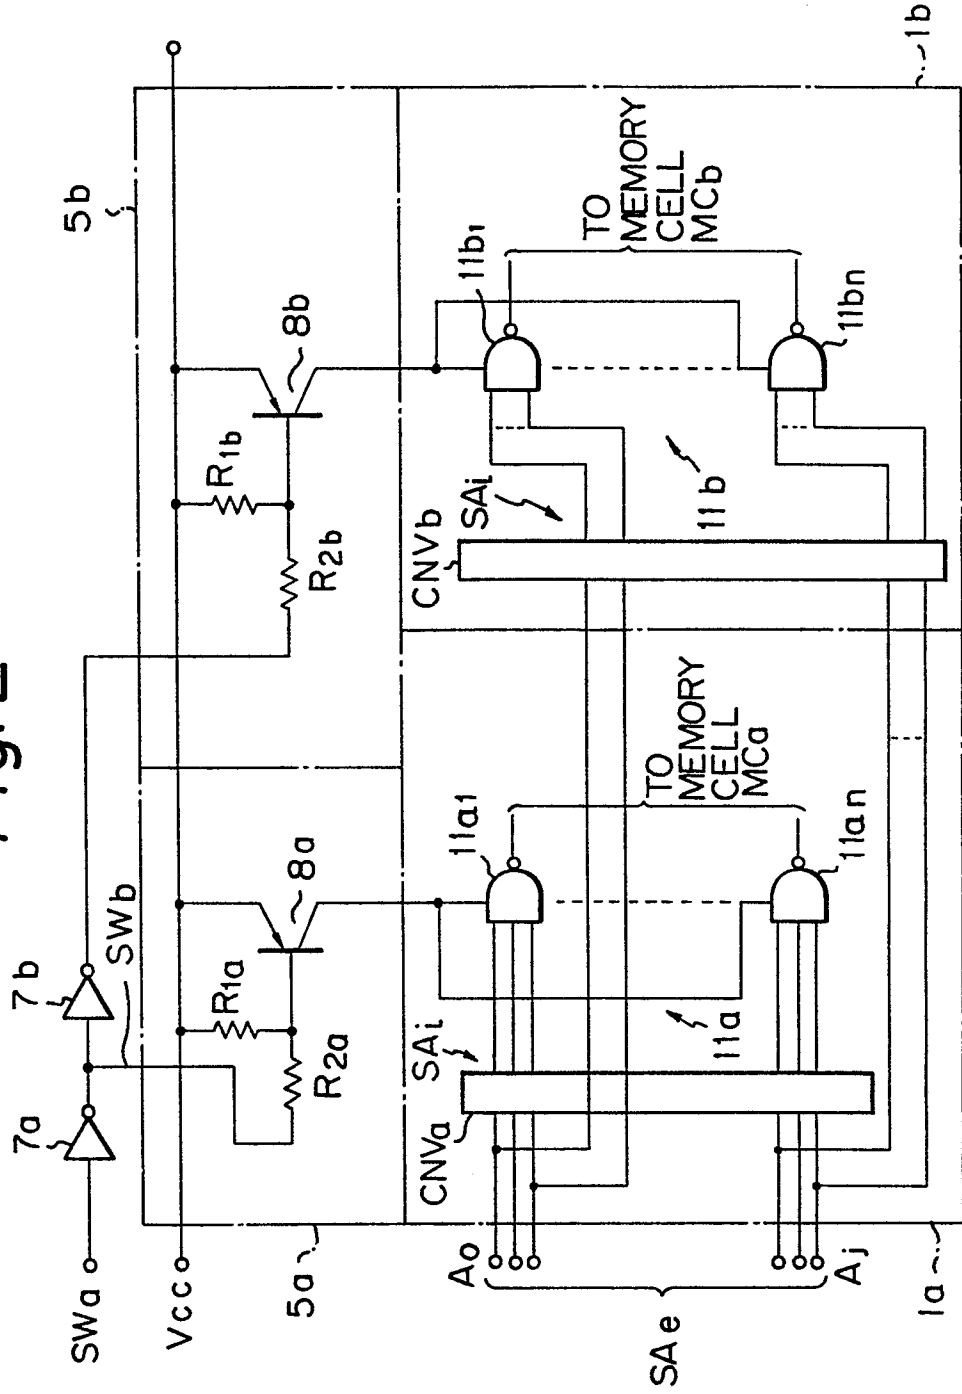 Fig. 2
SWa
7a
7b
SWb
5b
Vcc
5a
R1a
R2a
8a
R1b
R2b
8b
SAe
A0
Aj
CNVa
SAi
11a
11a1
11an
TO
MEMORY
CELL
MCa
CNVb
SAi
11b
11b1
11bn
TO
MEMORY
CELL
MCb
1a
1b